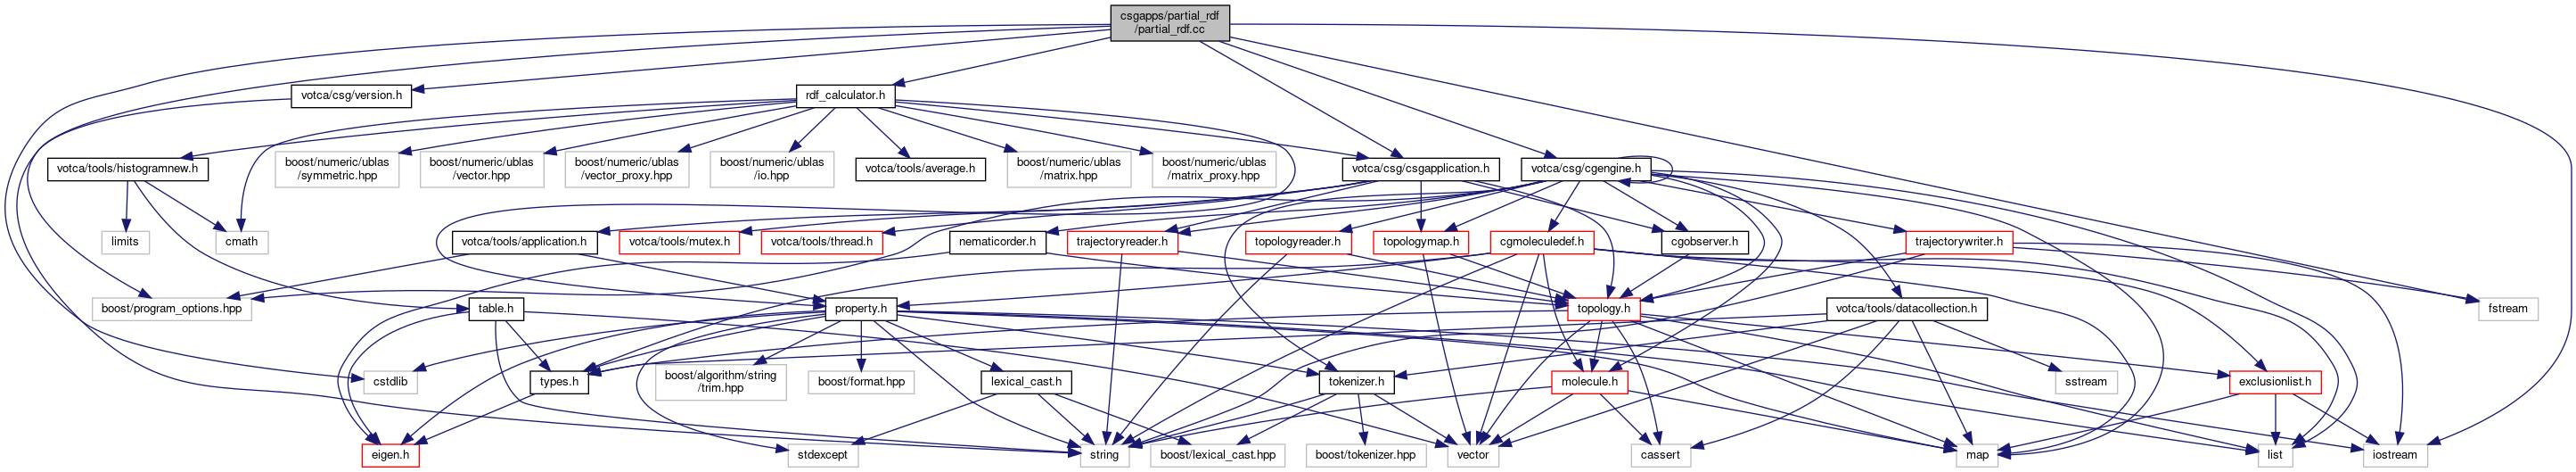 csgapps/partial_rdf
/partial_rdf.cc
votca/csg/version.h
rdf_calculator.h
votca/tools/histogramnew.h
boost/numeric/ublas
/symmetric.hpp
boost/numeric/ublas
/vector.hpp
boost/numeric/ublas
/vector_proxy.hpp
boost/numeric/ublas
/io.hpp
votca/tools/average.h
boost/numeric/ublas
/matrix.hpp
boost/numeric/ublas
/matrix_proxy.hpp
votca/csg/csgapplication.h
votca/csg/cgengine.h
limits
cmath
votca/tools/application.h
votca/tools/mutex.h
votca/tools/thread.h
nematicorder.h
trajectoryreader.h
topologyreader.h
topologymap.h
cgmoleculedef.h
cgobserver.h
trajectorywriter.h
boost/program_options.hpp
table.h
property.h
topology.h
votca/tools/datacollection.h
fstream
cstdlib
types.h
boost/algorithm/string
/trim.hpp
boost/format.hpp
lexical_cast.h
tokenizer.h
molecule.h
sstream
exclusionlist.h
eigen.h
stdexcept
string
boost/lexical_cast.hpp
boost/tokenizer.hpp
vector
cassert
map
list
iostream